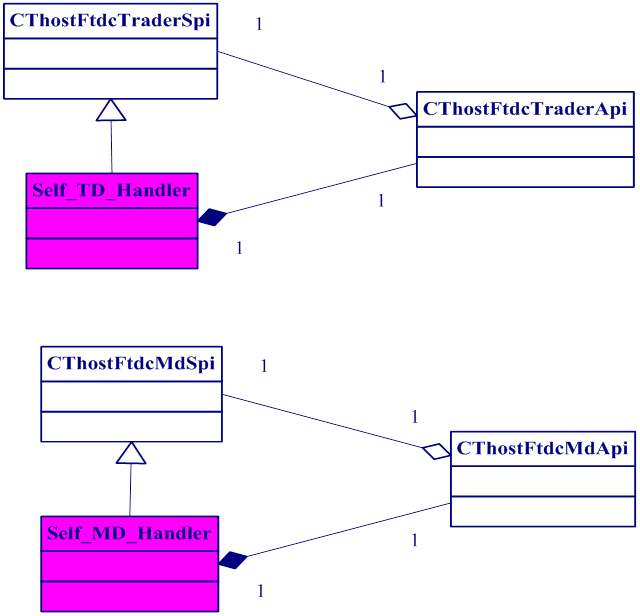 CThostFtdcTraderSpi
1
1
CThostFtdcTraderApi
Self_TD_Handler
1
1
CThostFtdcMdSpi
1
1
CThostFtdcMdApi
Self_MD_Handler
1
1